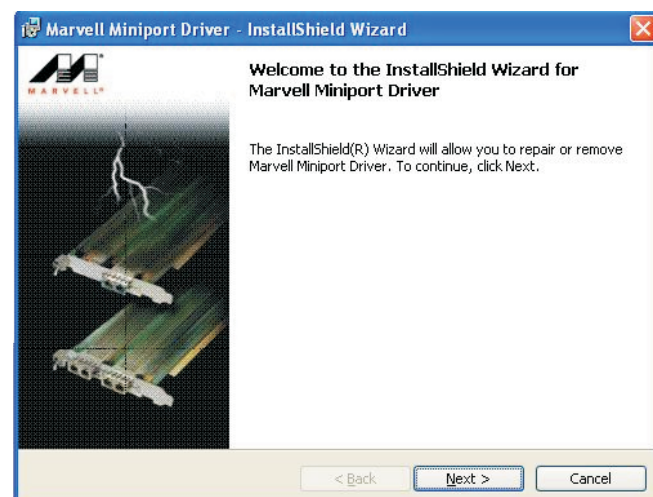 Marvell Miniport Driver - InstallShield Wizard
MARVELL®
Welcome to the InstallShield Wizard for
Marvell Miniport Driver
The InstallShield(R) Wizard will allow you to repair or remove
Marvell Miniport Driver. To continue, click Next.
< Back
Next >
Cancel